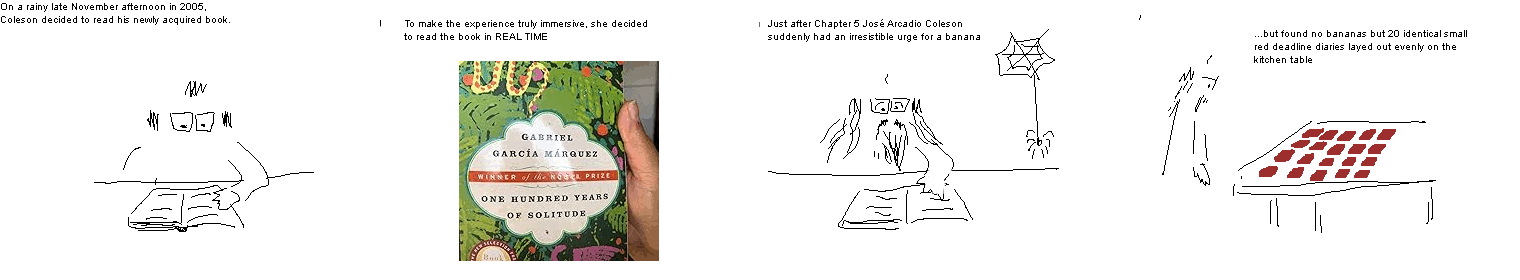 On a rainy late November afternoon in 2005,
Coleson decided to read his newly acquired book.
To make the experience truly immersive, she decided
to read the book in REAL TIME
GABRIEL
GARCÍA MÁRQUEZ
WINNER of the NOBEL PRIZE
ONE HUNDRED YEARS
OF SOLITUDE
Just after Chapter 5 José Arcadio Coleson
suddenly had an irresistible urge for a banana
...but found no bananas but 20 identical small
red deadline diaries layed out evenly on the
kitchen table